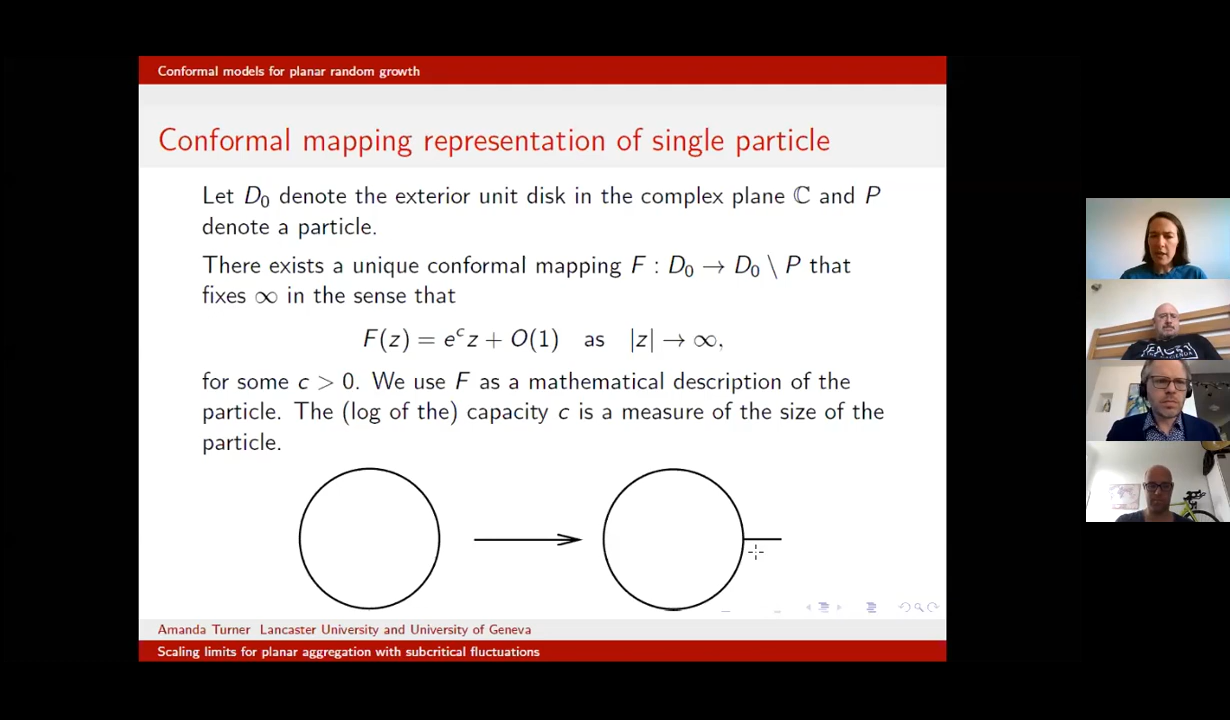 Conformal models for planar random growth
Conformal mapping representation of single particle
Let D₀ denote the exterior unit disk in the complex plane ℂ and P
denote a particle.
There exists a unique conformal mapping F : D₀ → D₀ \ P that
fixes ∞ in the sense that
F(z) = eᶜz + O(1) as |z| → ∞,
for some c > 0. We use F as a mathematical description of the
particle. The (log of the) capacity c is a measure of the size of the
particle.
Amanda Turner Lancaster University and University of Geneva
Scaling limits for planar aggregation with subcritical fluctuations